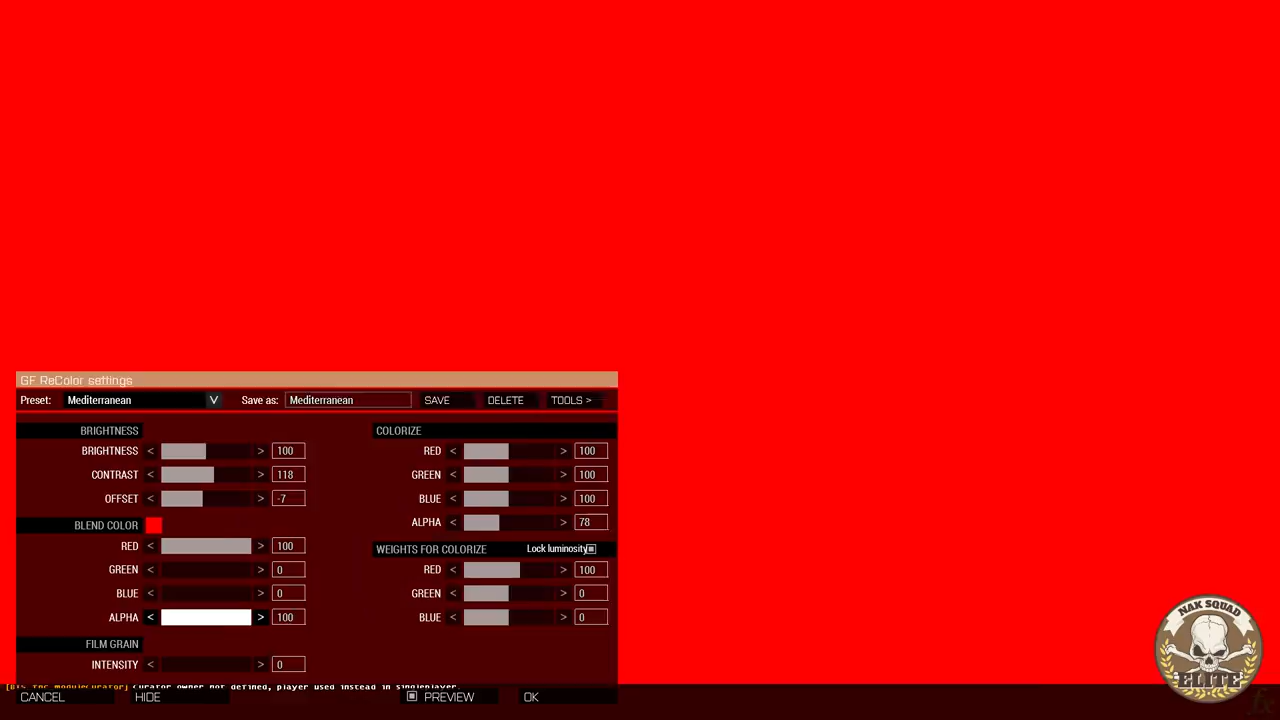 GF ReColor settings
Preset: Mediterranean V Save as: Mediterranean SAVE DELETE TOOLS >
BRIGHTNESS COLORIZE
BRIGHTNESS < > 100 RED < > 100
CONTRAST < > 118 GREEN < > 100
OFFSET < > -7 BLUE < > 100
ALPHA < > 78
BLEND COLOR
RED < > 100 WEIGHTS FOR COLORIZE Lock luminosity
GREEN < > 0 RED < > 100
BLUE < > 0 GREEN < > 0
ALPHA < > 100 BLUE < > 0
FILM GRAIN
INTENSITY < > 0
curator owner not defined, player used instead in singleplayer.
CANCEL HIDE PREVIEW OK
NAK SQUAD
ELITE